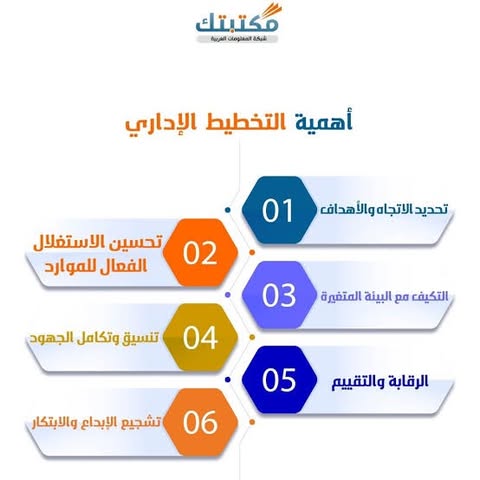 مكتبتك
شبكة المعلومات العربية
أهمية التخطيط الإداري
01
تحديد الاتجاه والأهداف
02
تحسين الاستغلال
الفعال للموارد
03
التكيف مع البيئة المتغيرة
04
تنسيق وتكامل الجهود
05
الرقابة والتقييم
06
تشجيع الإبداع والابتكار